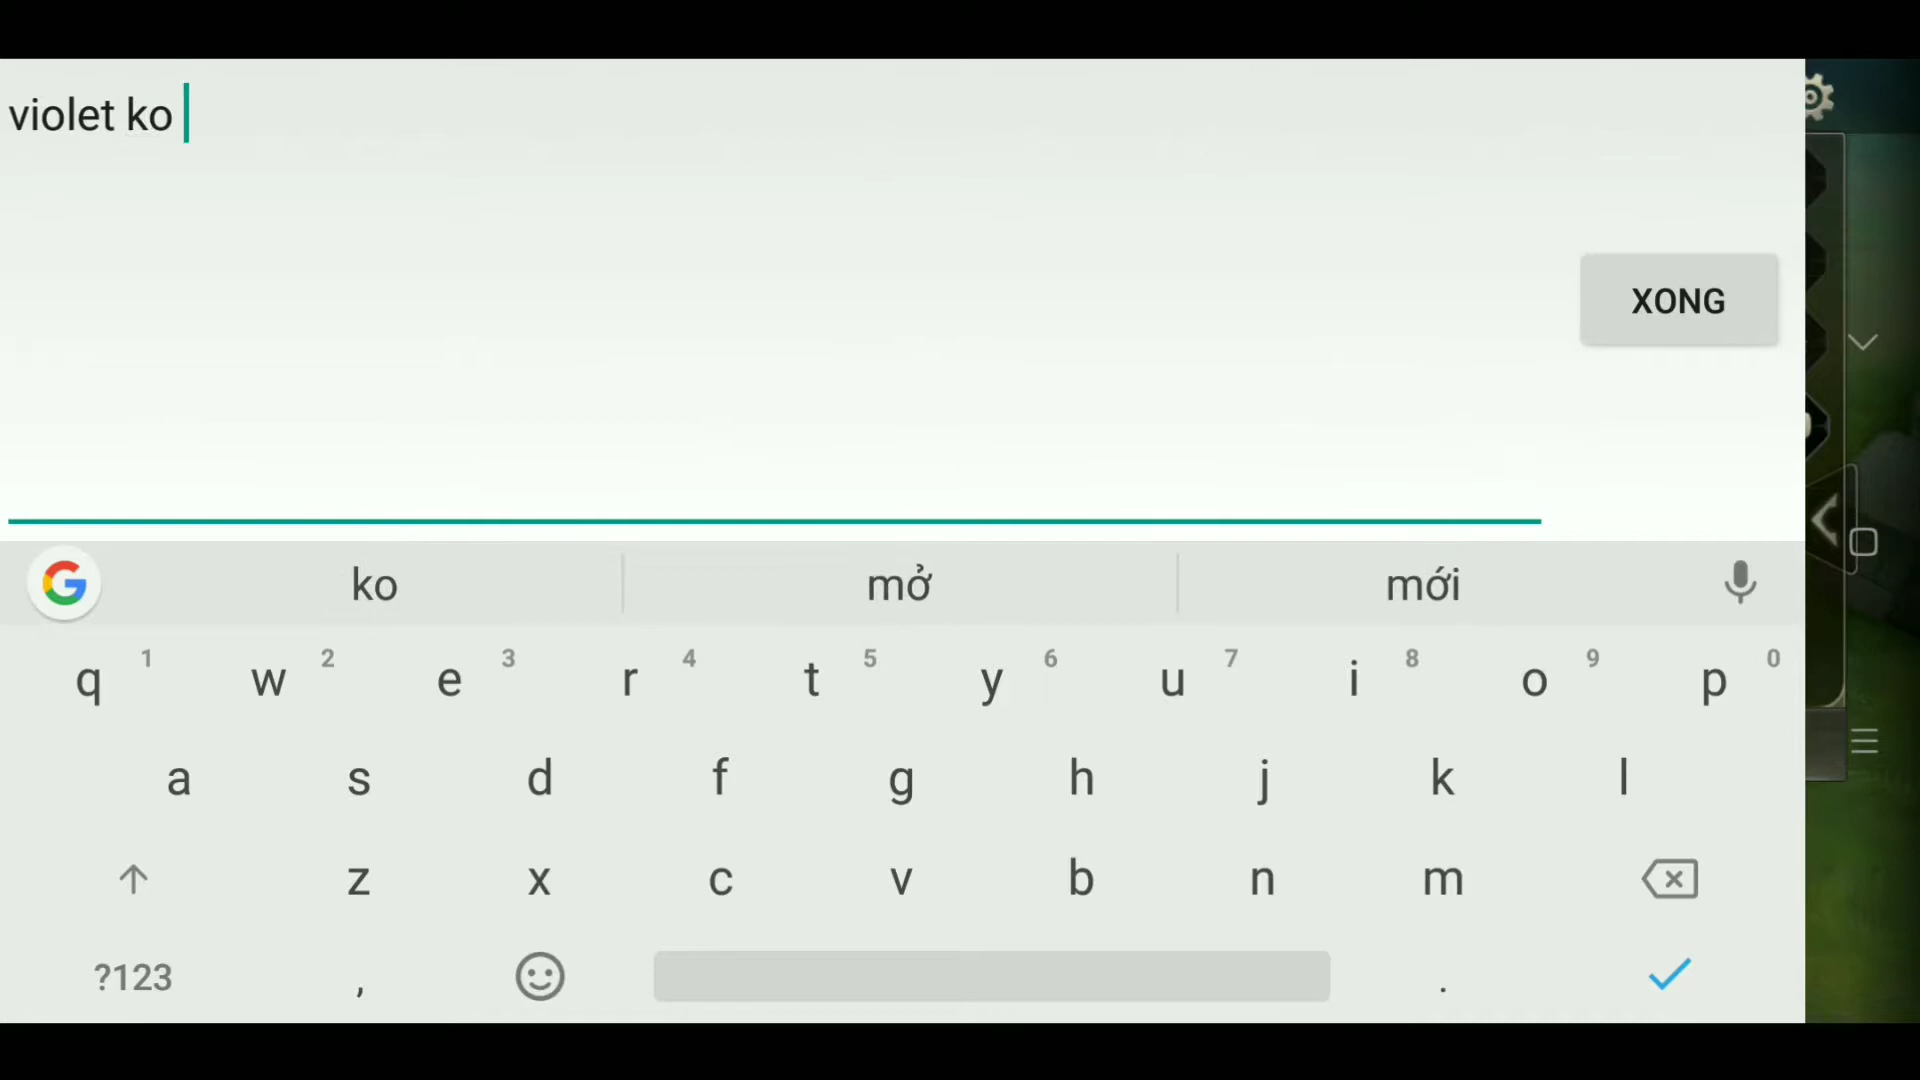 violet ko
XONG
ko mở mới
q 1 w 2 e 3 r 4 t 5 y 6 u 7 i 8 o 9 p 0
a s d f g h j k l
z x c v b n m
?123 , .